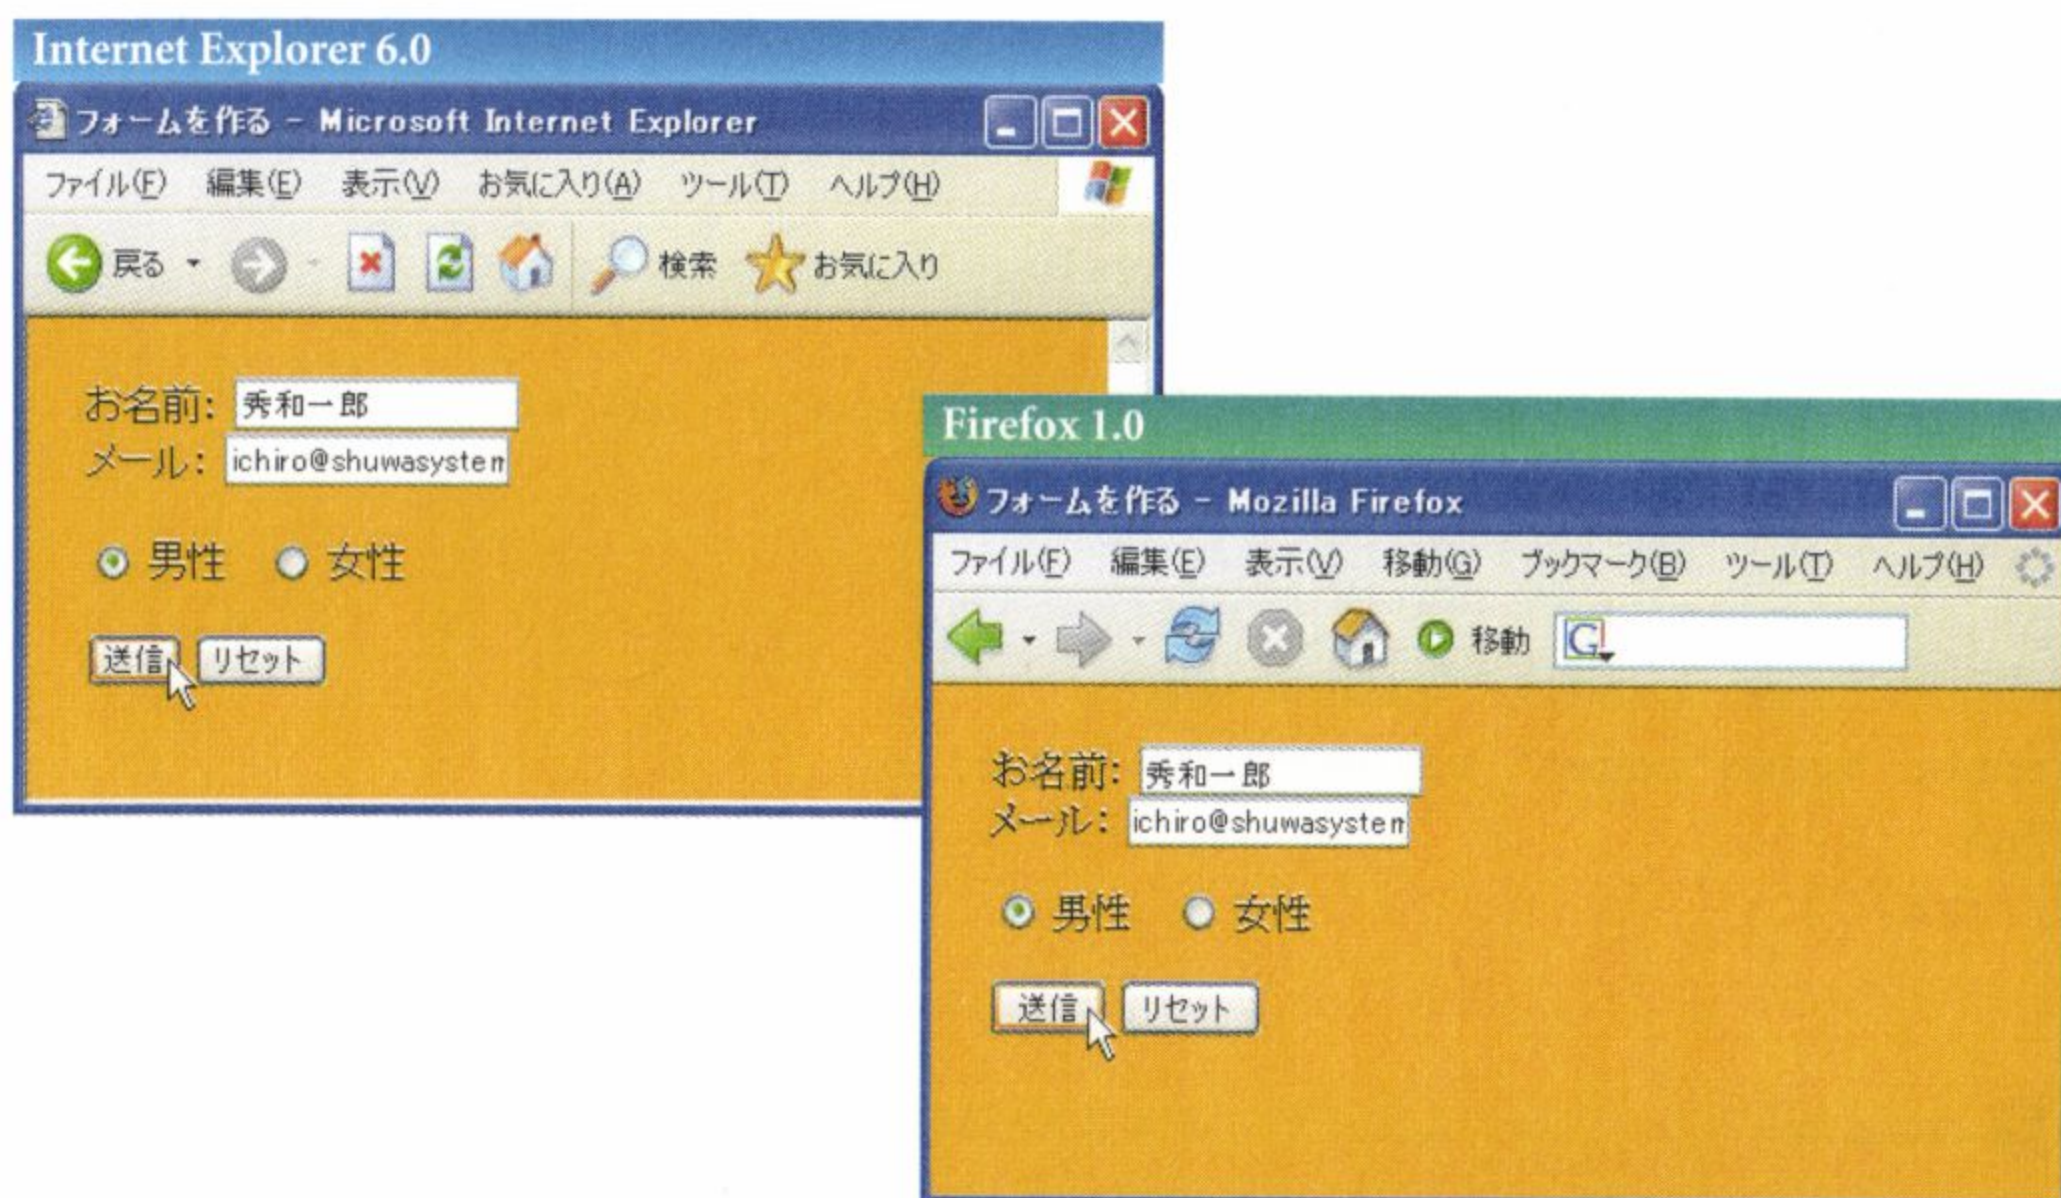 Internet Explorer 6.0
フォームを作る - Microsoft Internet Explorer
ファイル(F) 編集(E) 表示(V) お気に入り(A) ツール(T) ヘルプ(H)
戻る 検索 お気に入り
お名前: 秀和一郎
メール: ichiro@shuwasystem
男性 女性
送信 リセット
Firefox 1.0
フォームを作る - Mozilla Firefox
ファイル(F) 編集(E) 表示(V) 移動(G) ブックマーク(B) ツール(T) ヘルプ(H)
移動 G
お名前: 秀和一郎
メール: ichiro@shuwasystem
男性 女性
送信 リセット